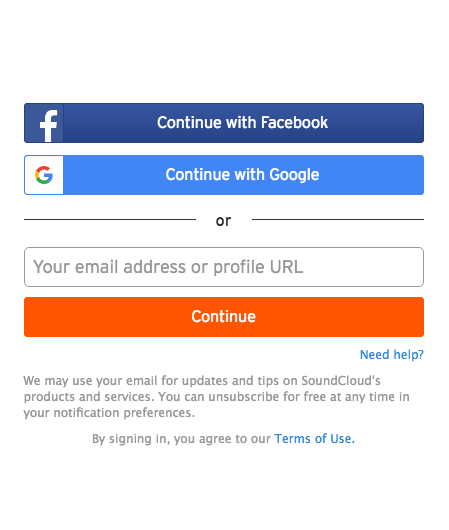 Continue with Facebook
Continue with Google
or
Your email address or profile URL
Continue
Need help?
We may use your email for updates and tips on SoundCloud's
products and services. You can unsubscribe for free at any time in
your notification preferences.
By signing in, you agree to our Terms of Use.